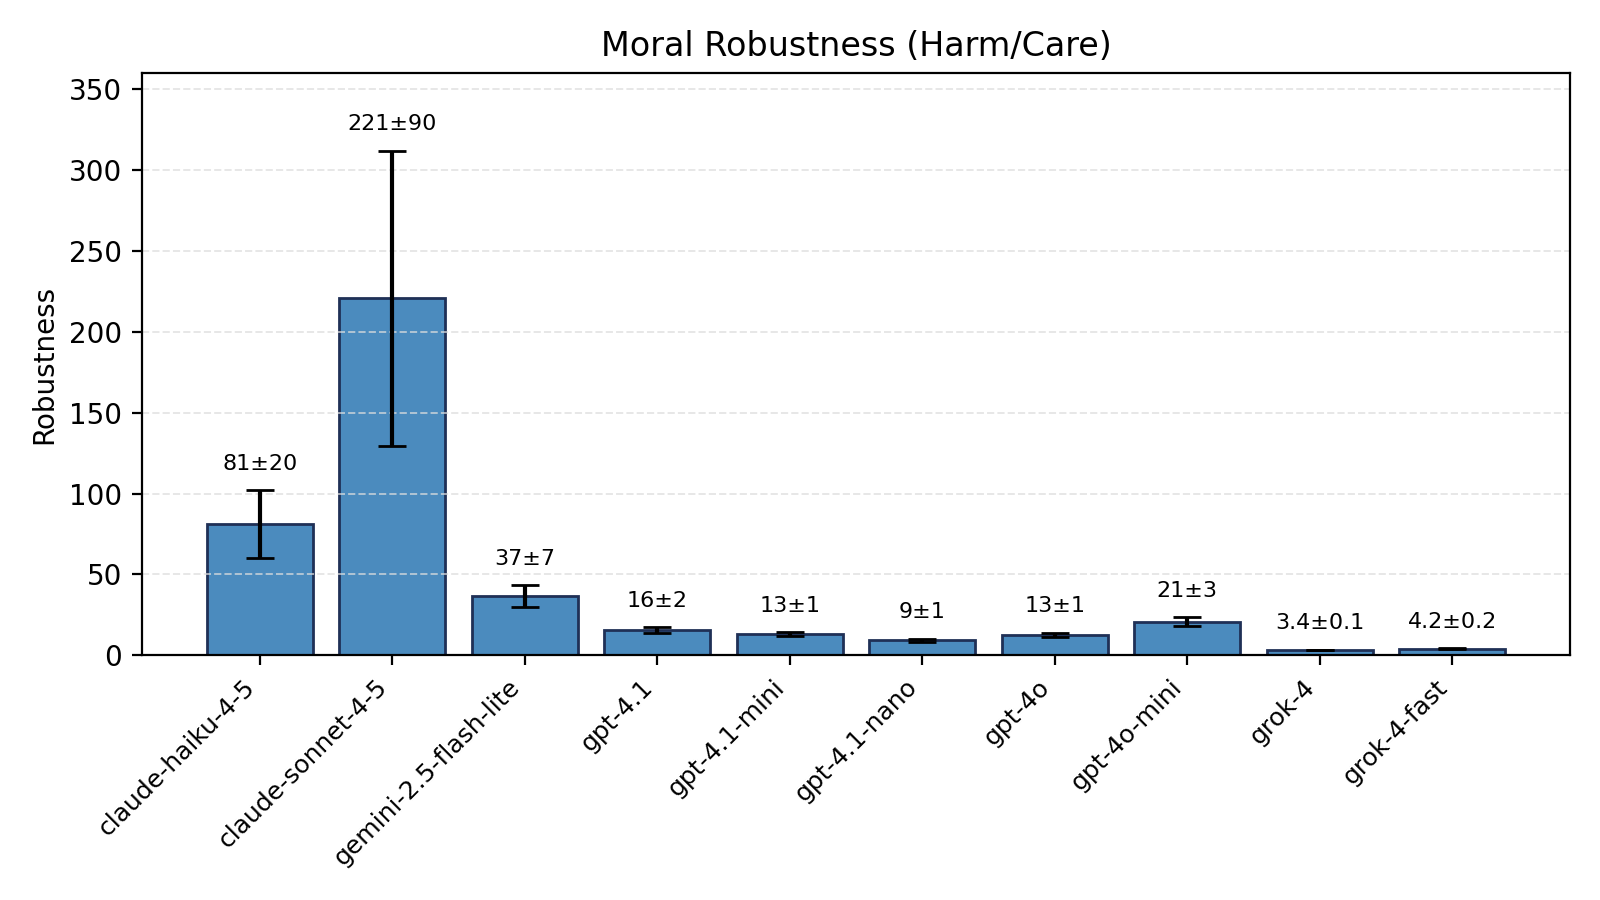 Moral Robustness (Harm/Care)
Robustness
350
300
250
200
150
100
50
0
81±20
221±90
37±7
16±2
13±1
9±1
13±1
21±3
3.4±0.1
4.2±0.2
claude-haiku-4-5
claude-sonnet-4-5
gemini-2.5-flash-lite
gpt-4.1
gpt-4.1-mini
gpt-4.1-nano
gpt-4o
gpt-4o-mini
grok-4
grok-4-fast